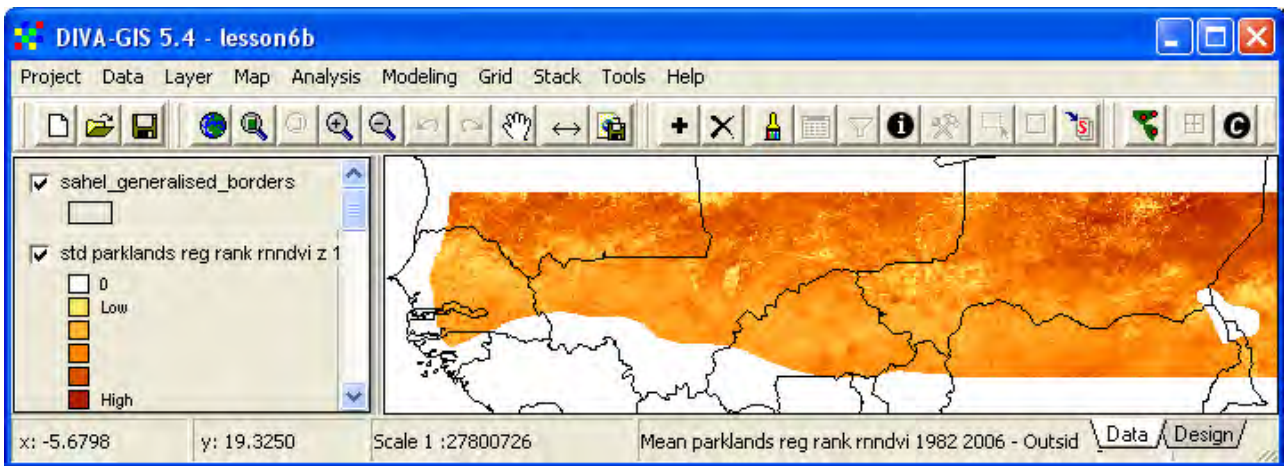 DIVA-GIS 5.4 - lesson6b
Project Data Layer Map Analysis Modeling Grid Stack Tools Help
sahel_generalised_borders
std parklands reg rank rnndvi z 1
0
Low
High
x: -5.6798 y: 19.3250 Scale 1 :27800726 Mean parklands reg rank rnndvi 1982 2006 - Outsid Data Design